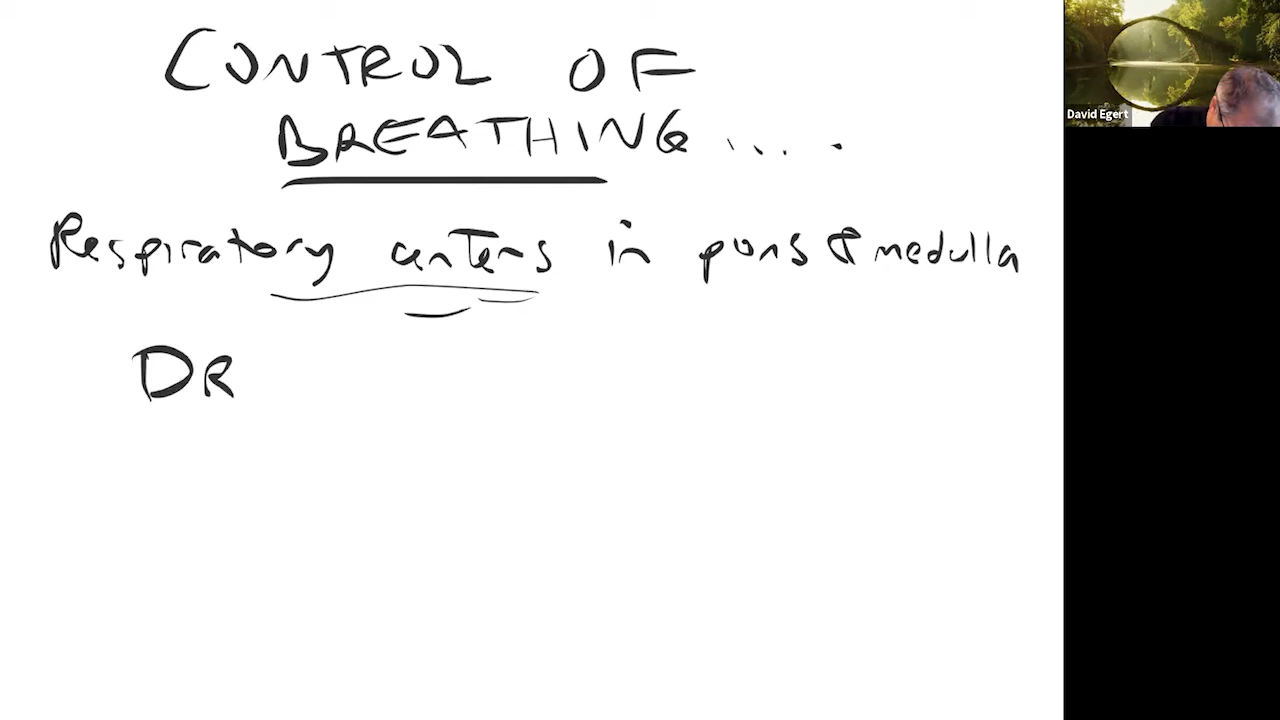 CONTROL OF
BREATHING....
Respiratory centers in pons & medulla
DR
David Egert